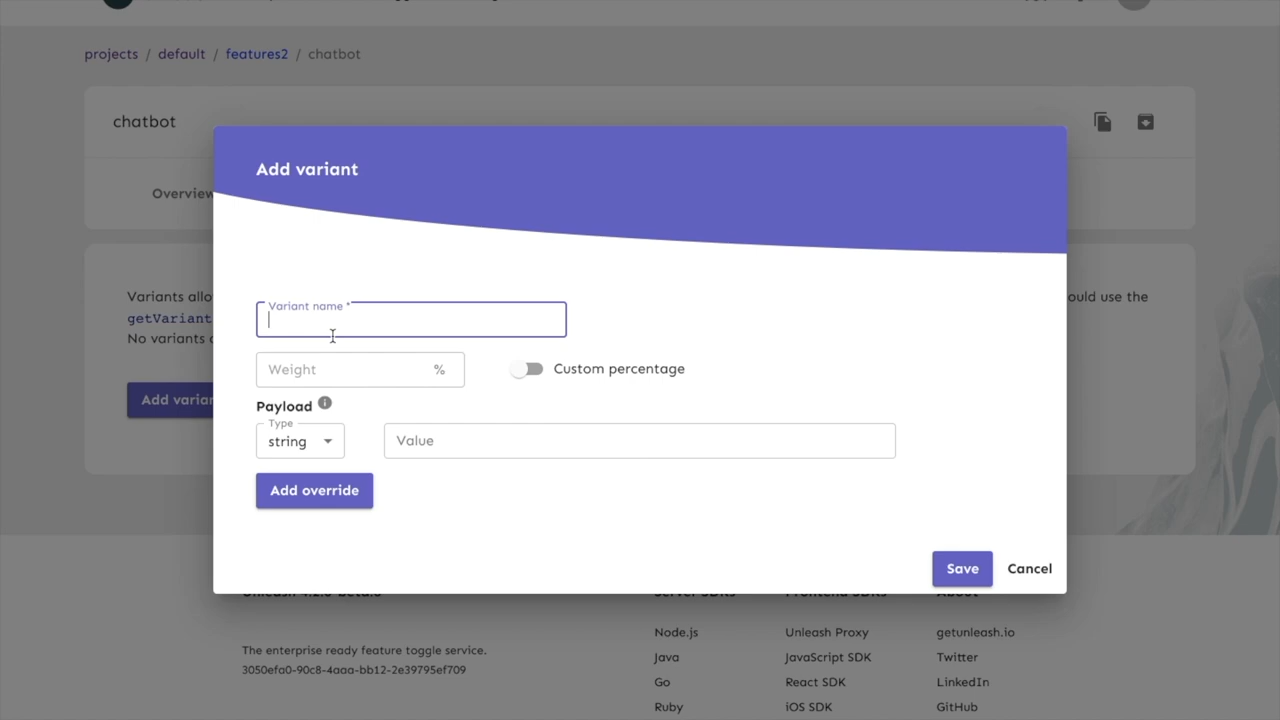 projects / default / features2 / chatbot
chatbot
Add variant
Overview
Variants allo
ould use the
getVariant
No variants
Variant name *
Weight %
Custom percentage
Add varia
Payload
Type
string
Value
Add override
Save Cancel
The enterprise ready feature toggle service.
3050efa0-90c8-4aaa-bb12-2e39795ef709
Node.js
Java
Go
Ruby
Unleash Proxy
JavaScript SDK
React SDK
iOS SDK
getunleash.io
Twitter
LinkedIn
GitHub